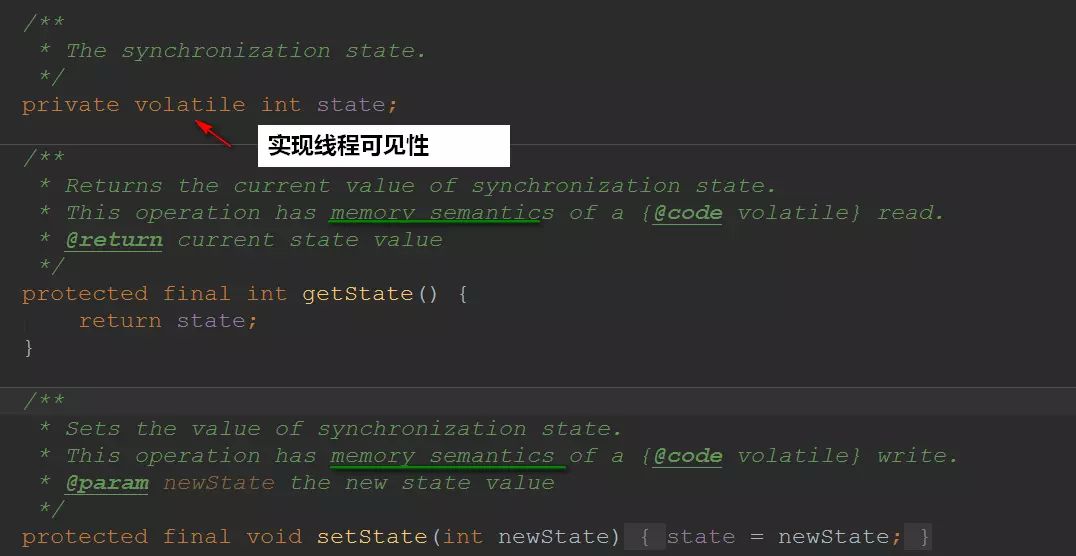 /**
 * The synchronization state.
 */
private volatile int state;
实现线程可见性
/**
 * Returns the current value of synchronization state.
 * This operation has memory semantics of a {@code volatile} read.
 * @return current state value
 */
protected final int getState() {
    return state;
}
/**
 * Sets the value of synchronization state.
 * This operation has memory semantics of a {@code volatile} write.
 * @param newState the new state value
 */
protected final void setState(int newState) { state = newState; }